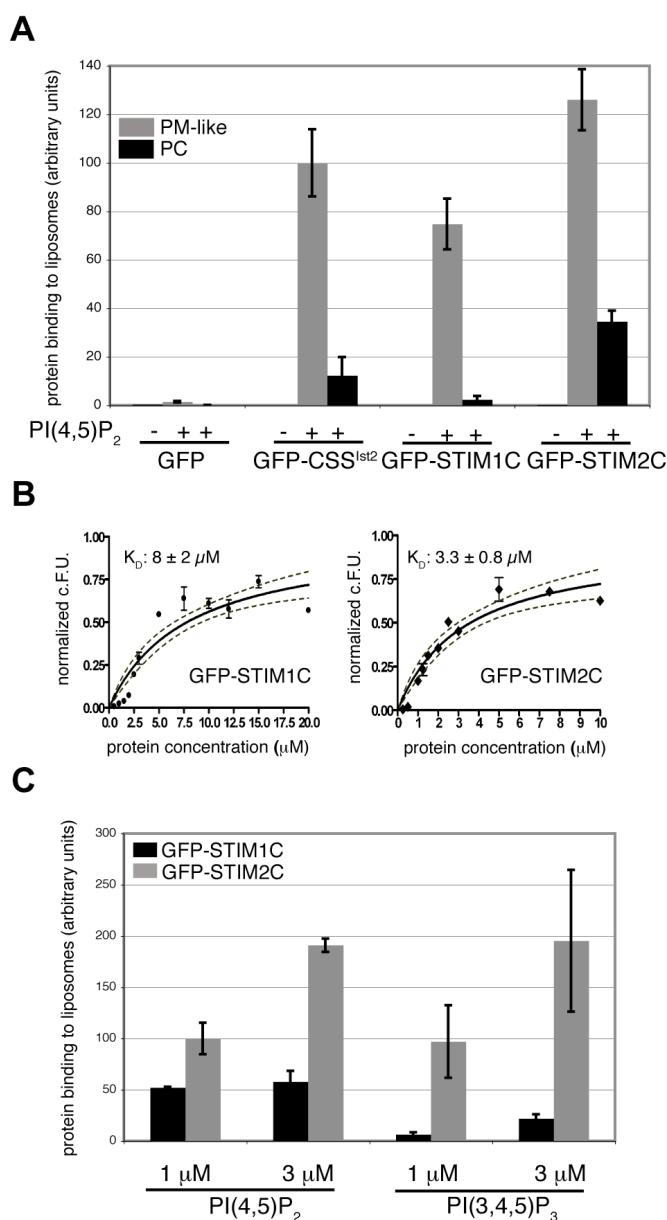 A
protein binding to liposomes (arbitrary units)
140
120
100
80
60
40
20
0
PM-like
PC
PI(4,5)P₂
- + +
- + +
- + +
- + +
GFP
GFP-CSS^Ist2
GFP-STIM1C
GFP-STIM2C
B
normalized c.F.U.
1.00
0.75
0.50
0.25
0.00
K_D: 8 ± 2 µM
GFP-STIM1C
0.0 2.5 5.0 7.5 10.0 12.5 15.0 17.5 20.0
protein concentration (µM)
normalized c.F.U.
1.00
0.75
0.50
0.25
0.00
K_D: 3.3 ± 0.8 µM
GFP-STIM2C
0 1 2 3 4 5 6 7 8 9 10
protein concentration (µM)
C
protein binding to liposomes (arbitrary units)
300
250
200
150
100
50
0
GFP-STIM1C
GFP-STIM2C
1 µM 3 µM 1 µM 3 µM
PI(4,5)P₂ PI(3,4,5)P₃